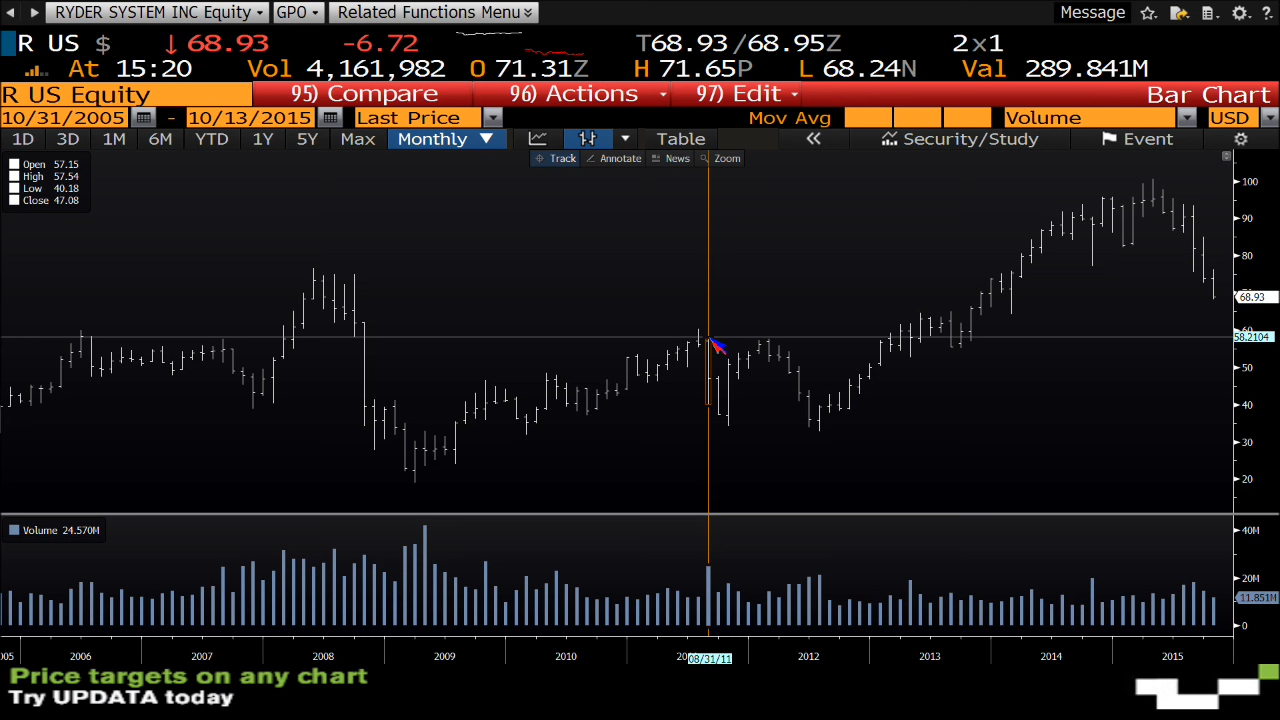 RYDER SYSTEM INC Equity GPO Related Functions Menu Message
R US $ 68.93 -6.72 T68.93/68.95Z 2x1
At 15:20 Vol 4,161,982 O 71.31Z H 71.65P L 68.24N Val 289.841M
R US Equity 95) Compare 96) Actions 97) Edit Bar Chart
10/31/2005 - 10/13/2015 Last Price Mov Avg Volume USD
1D 3D 1M 6M YTD 1Y 5Y Max Monthly Table Security/Study Event
Track Annotate News Zoom
Open 57.15
High 57.54
Low 40.18
Close 47.08
100
90
80
68.93
60
58.2104
50
40
30
20
Volume 24.570M
40M
20M
11.851M
0
005 2006 2007 2008 2009 2010 08/31/11 2012 2013 2014 2015
Price targets on any chart
Try UPDATA today